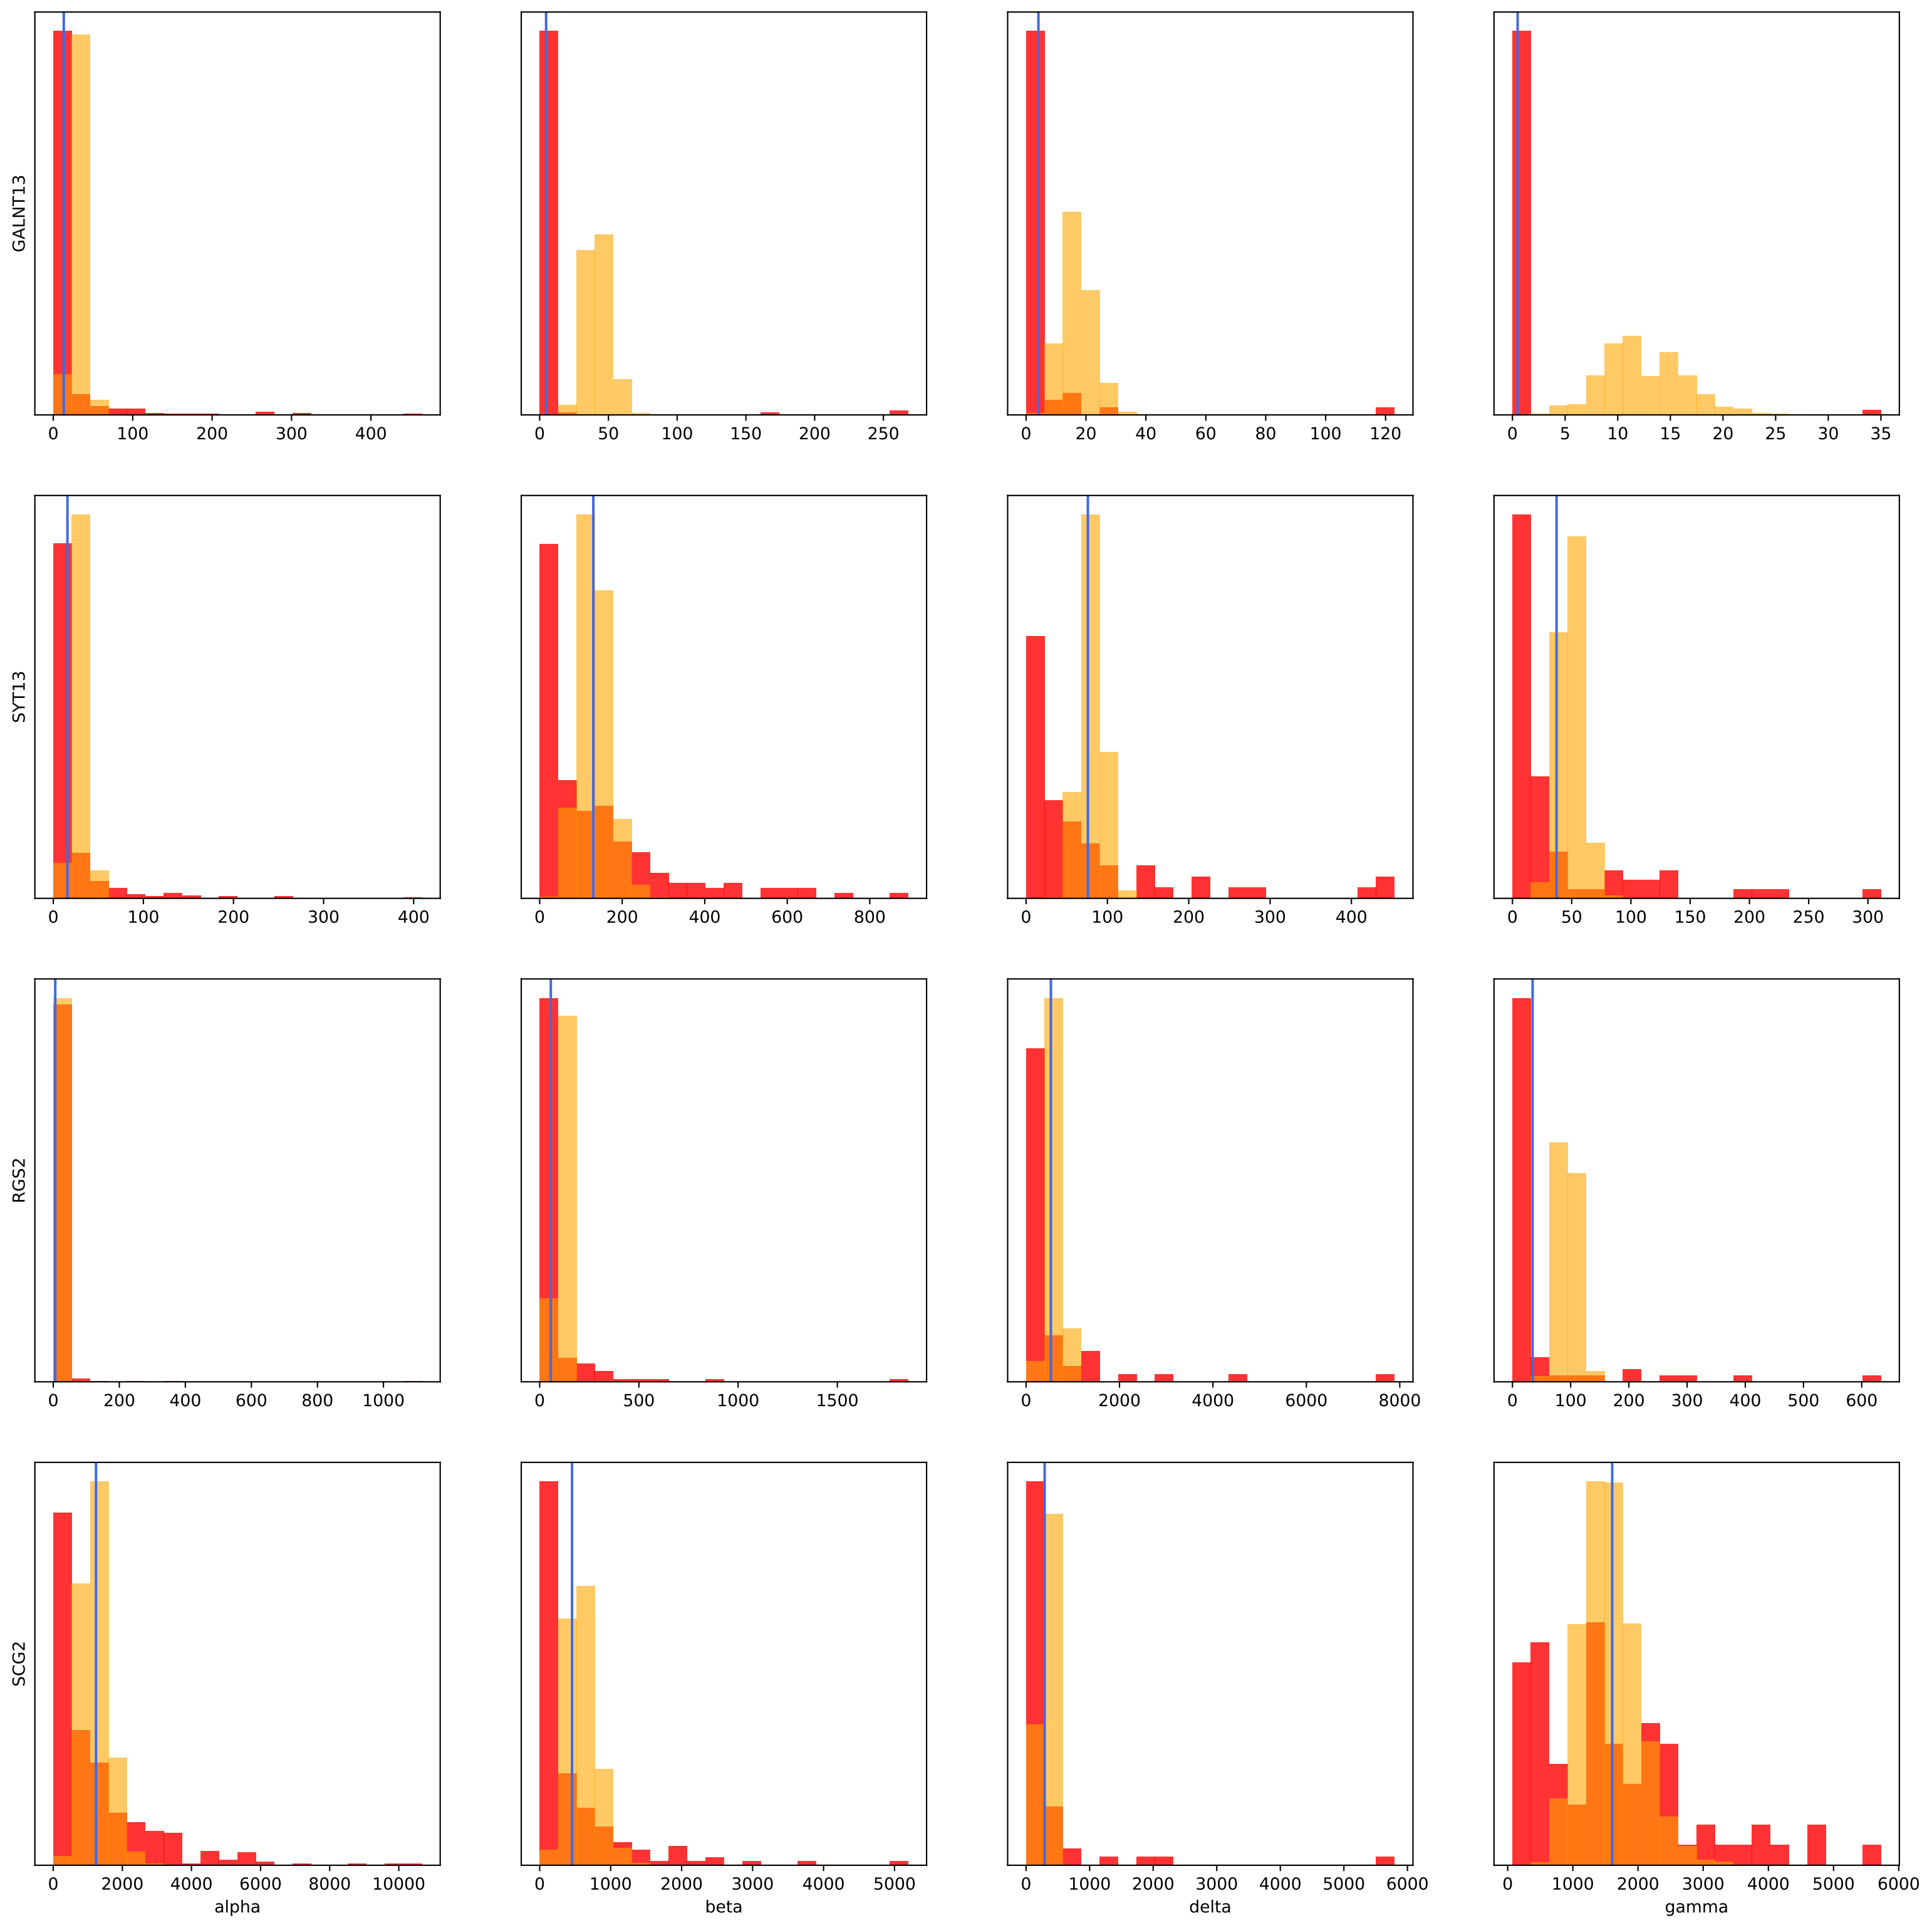 GALNT13
0 100 200 300 400
0 50 100 150 200 250
0 20 40 60 80 100 120
0 5 10 15 20 25 30 35
SYT13
0 100 200 300 400
0 200 400 600 800
0 100 200 300 400
0 50 100 150 200 250 300
RGS2
0 200 400 600 800 1000
0 500 1000 1500
0 2000 4000 6000 8000
0 100 200 300 400 500 600
SCG2
0 2000 4000 6000 8000 10000
0 1000 2000 3000 4000 5000
0 1000 2000 3000 4000 5000 6000
0 1000 2000 3000 4000 5000 6000
alpha
beta
delta
gamma